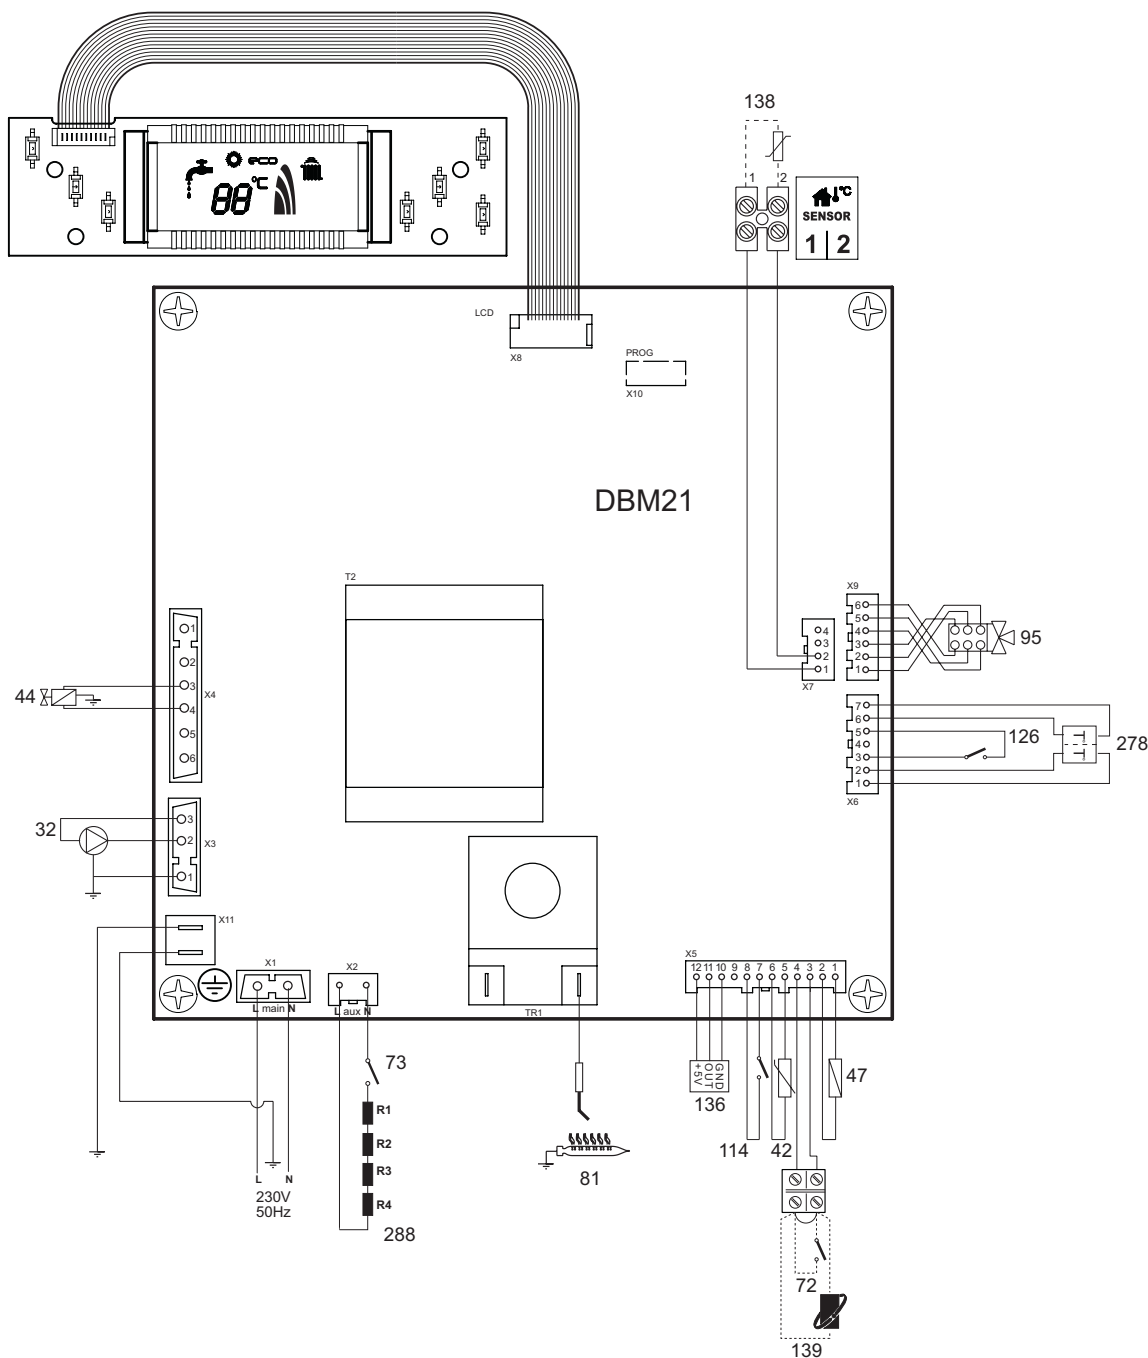 138
eco
88 °C
1 2
°C
SENSOR
1 2
LCD
X8
PROG
X10
DBM21
T2
X9
6
5
4
3
2
1
95
4
3
2
1
X7
1
2
3
4
5
6
X4
44
7
6
5
4
3
2
1
X6
126
278
3
2
1
X3
32
X11
X1
L main N
X2
L aux N
TR1
X5
12 11 10 9 8 7 6 5 4 3 2 1
73
R1
R2
R3
R4
288
L N
230V
50Hz
81
+5V
OUT
GND
136
114
42
47
72
139